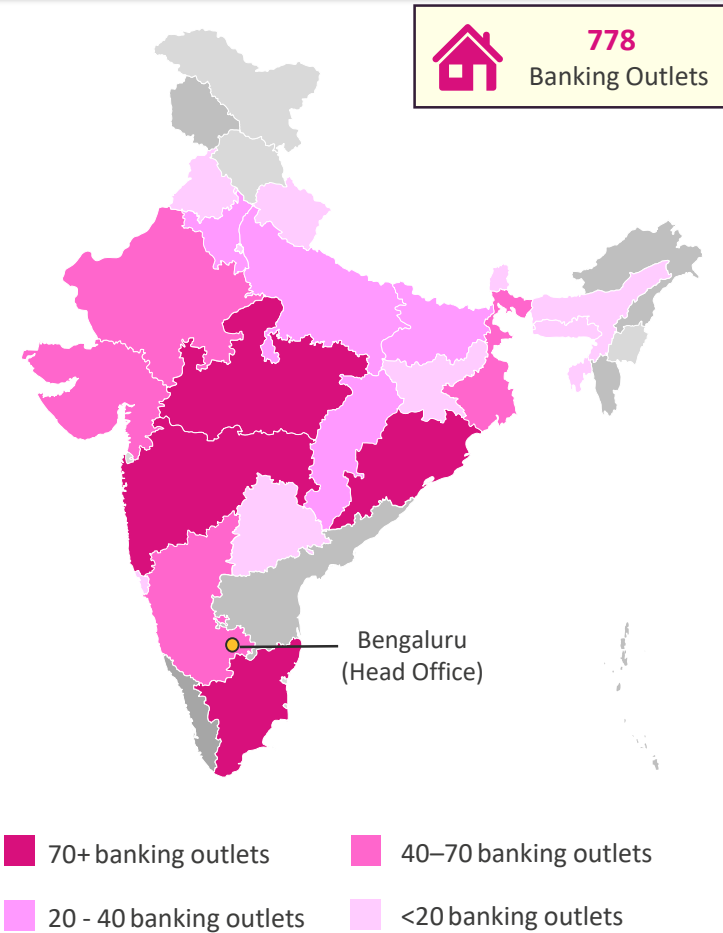 778
Banking Outlets
Bengaluru
(Head Office)
70+ banking outlets
40–70 banking outlets
20 - 40 banking outlets
<20 banking outlets